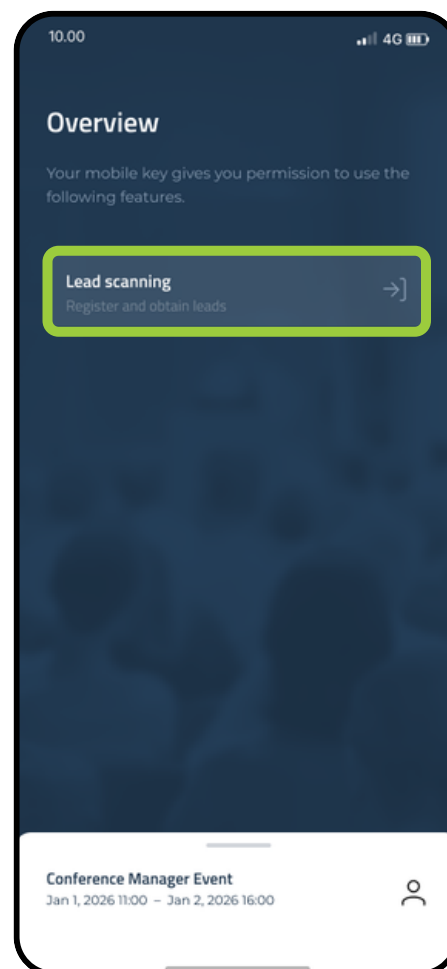 10.00 4G
Overview
Your mobile key gives you permission to use the
following features.
Lead scanning
Register and obtain leads
Conference Manager Event
Jan 1, 2026 11:00 – Jan 2, 2026 16:00